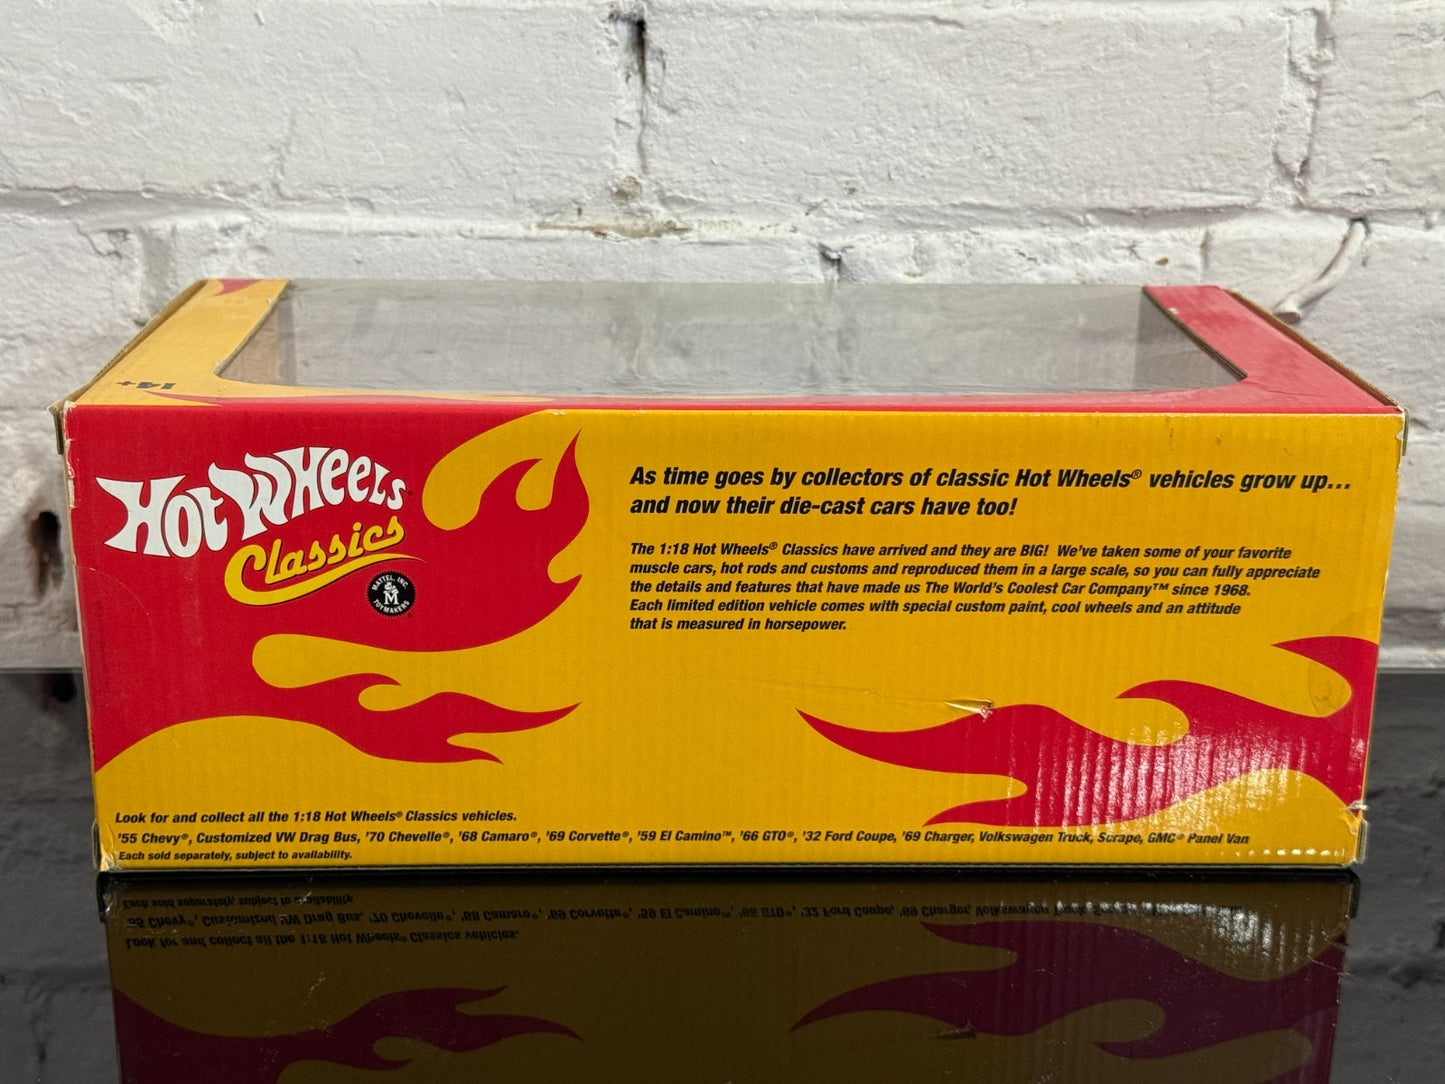 14+
Hot Wheels
Classics
MATTEL, INC.
M
TOYMAKERS
As time goes by collectors of classic Hot Wheels® vehicles grow up...
and now their die-cast cars have too!
The 1:18 Hot Wheels® Classics have arrived and they are BIG! We've taken some of your favorite
muscle cars, hot rods and customs and reproduced them in a large scale, so you can fully appreciate
the details and features that have made us The World's Coolest Car Company™ since 1968.
Each limited edition vehicle comes with special custom paint, cool wheels and an attitude
that is measured in horsepower.
Look for and collect all the 1:18 Hot Wheels® Classics vehicles.
'55 Chevy®, Customized VW Drag Bus, '70 Chevelle®, '68 Camaro®, '69 Corvette®, '59 El Camino™, '66 GTO®, '32 Ford Coupe, '69 Charger, Volkswagen Truck, Scrape, GMC® Panel Van
Each sold separately, subject to availability.